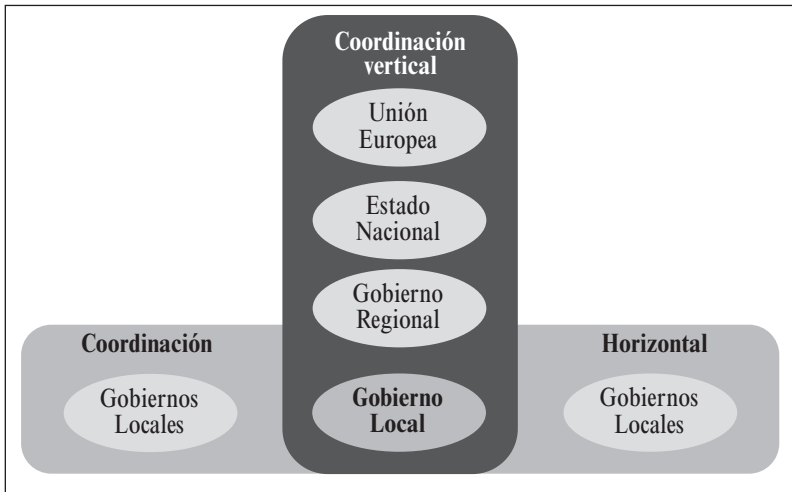 Coordinación
vertical
Unión
Europea
Estado
Nacional
Gobierno
Regional
Coordinación
Horizontal
Gobiernos
Locales
Gobierno
Local
Gobiernos
Locales